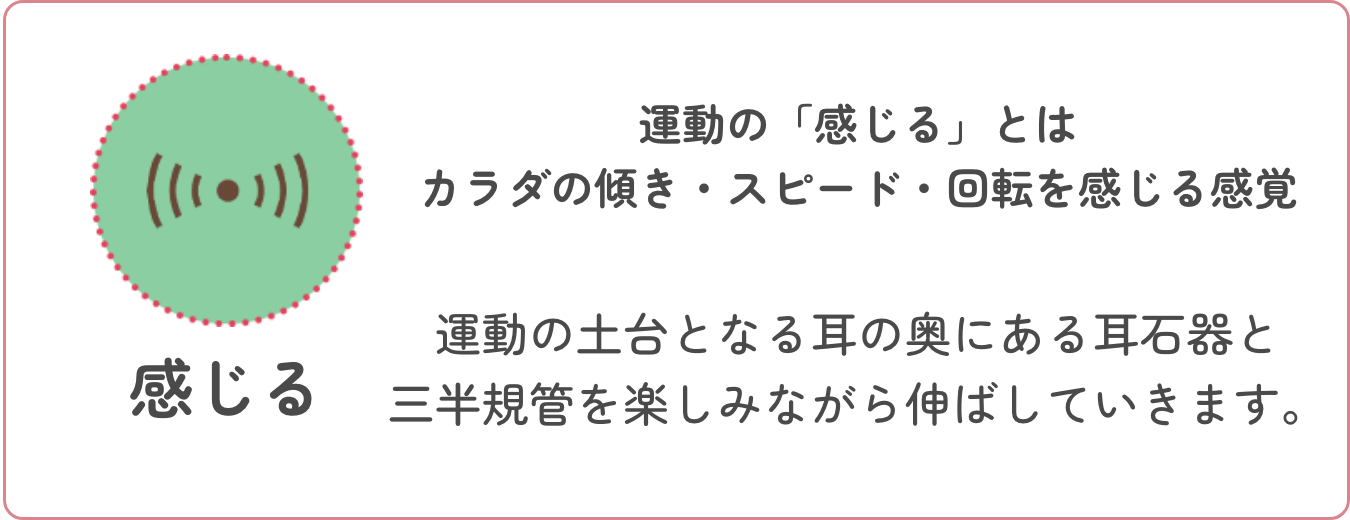 運動の「感じる」とは
カラダの傾き・スピード・回転を感じる感覚
運動の土台となる耳の奥にある耳石器と
三半規管を楽しみながら伸ばしていきます。
感じる